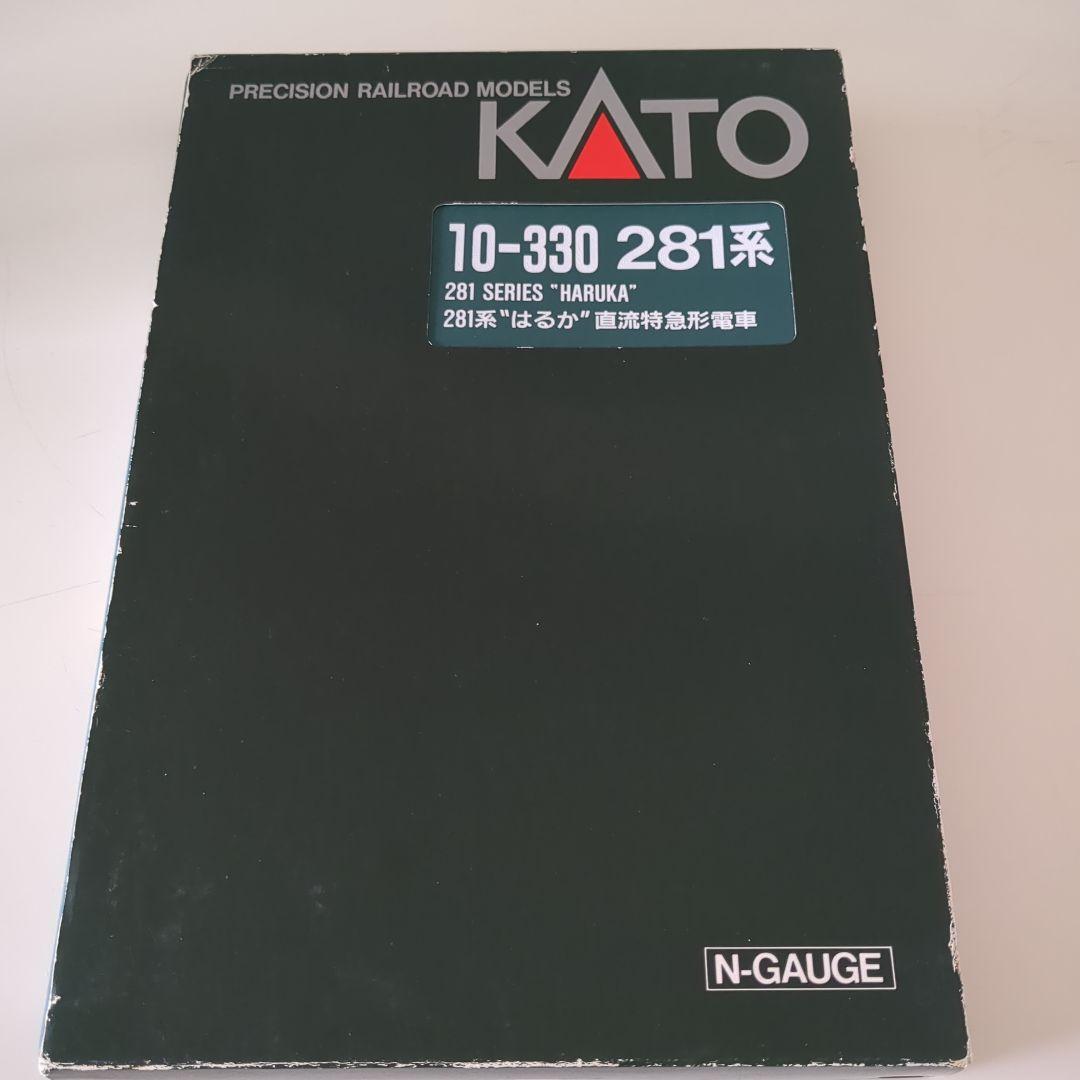 PRECISION RAILROAD MODELS
KATO
10-330 281系
281 SERIES "HARUKA"
281系〝はるか〞直流特急形電車
N-GAUGE